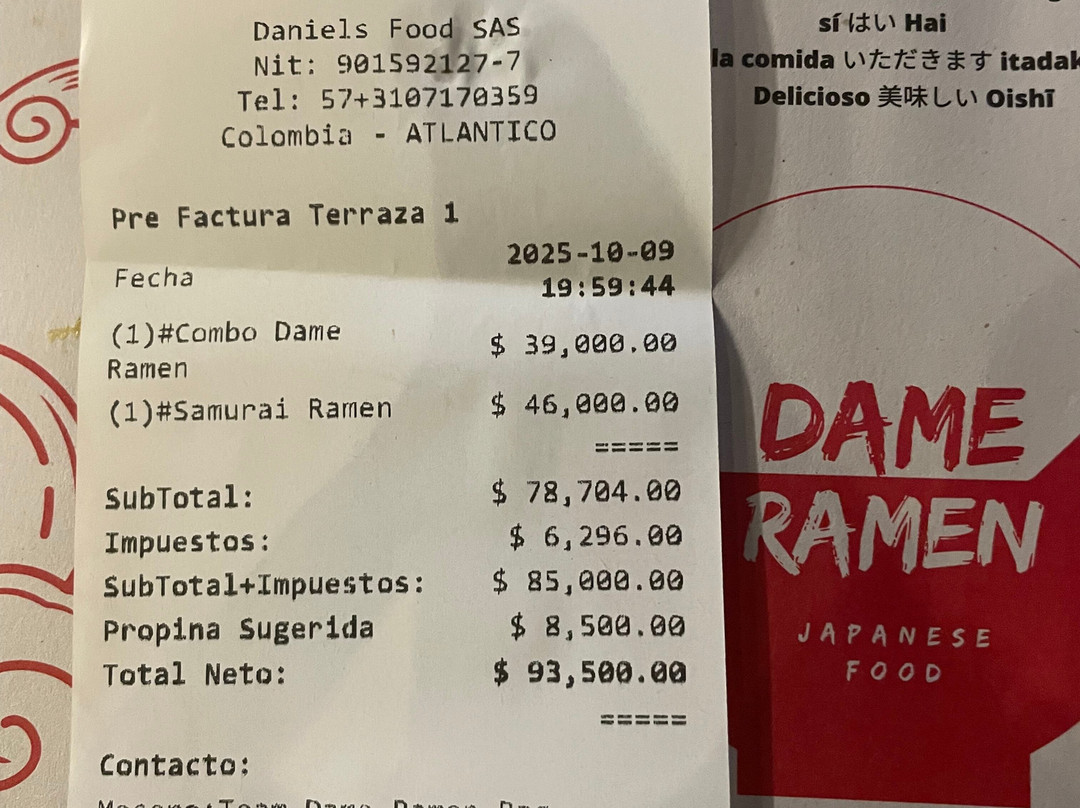 Daniels Food SAS
Nit: 901592127-7
Tel: 57+3107170359
Colombia - ATLANTICO
Pre Factura Terraza 1
Fecha 2025-10-09
19:59:44
(1)#Combo Dame
Ramen $ 39,000.00
(1)#Samurai Ramen $ 46,000.00
=====
SubTotal: $ 78,704.00
Impuestos: $ 6,296.00
SubTotal+Impuestos: $ 85,000.00
Propina Sugerida $ 8,500.00
Total Neto: $ 93,500.00
=====
Contacto:
sí はい Hai
la comida いただきます itadak
Delicioso 美味しい Oishī
DAME
RAMEN
JAPANESE
FOOD